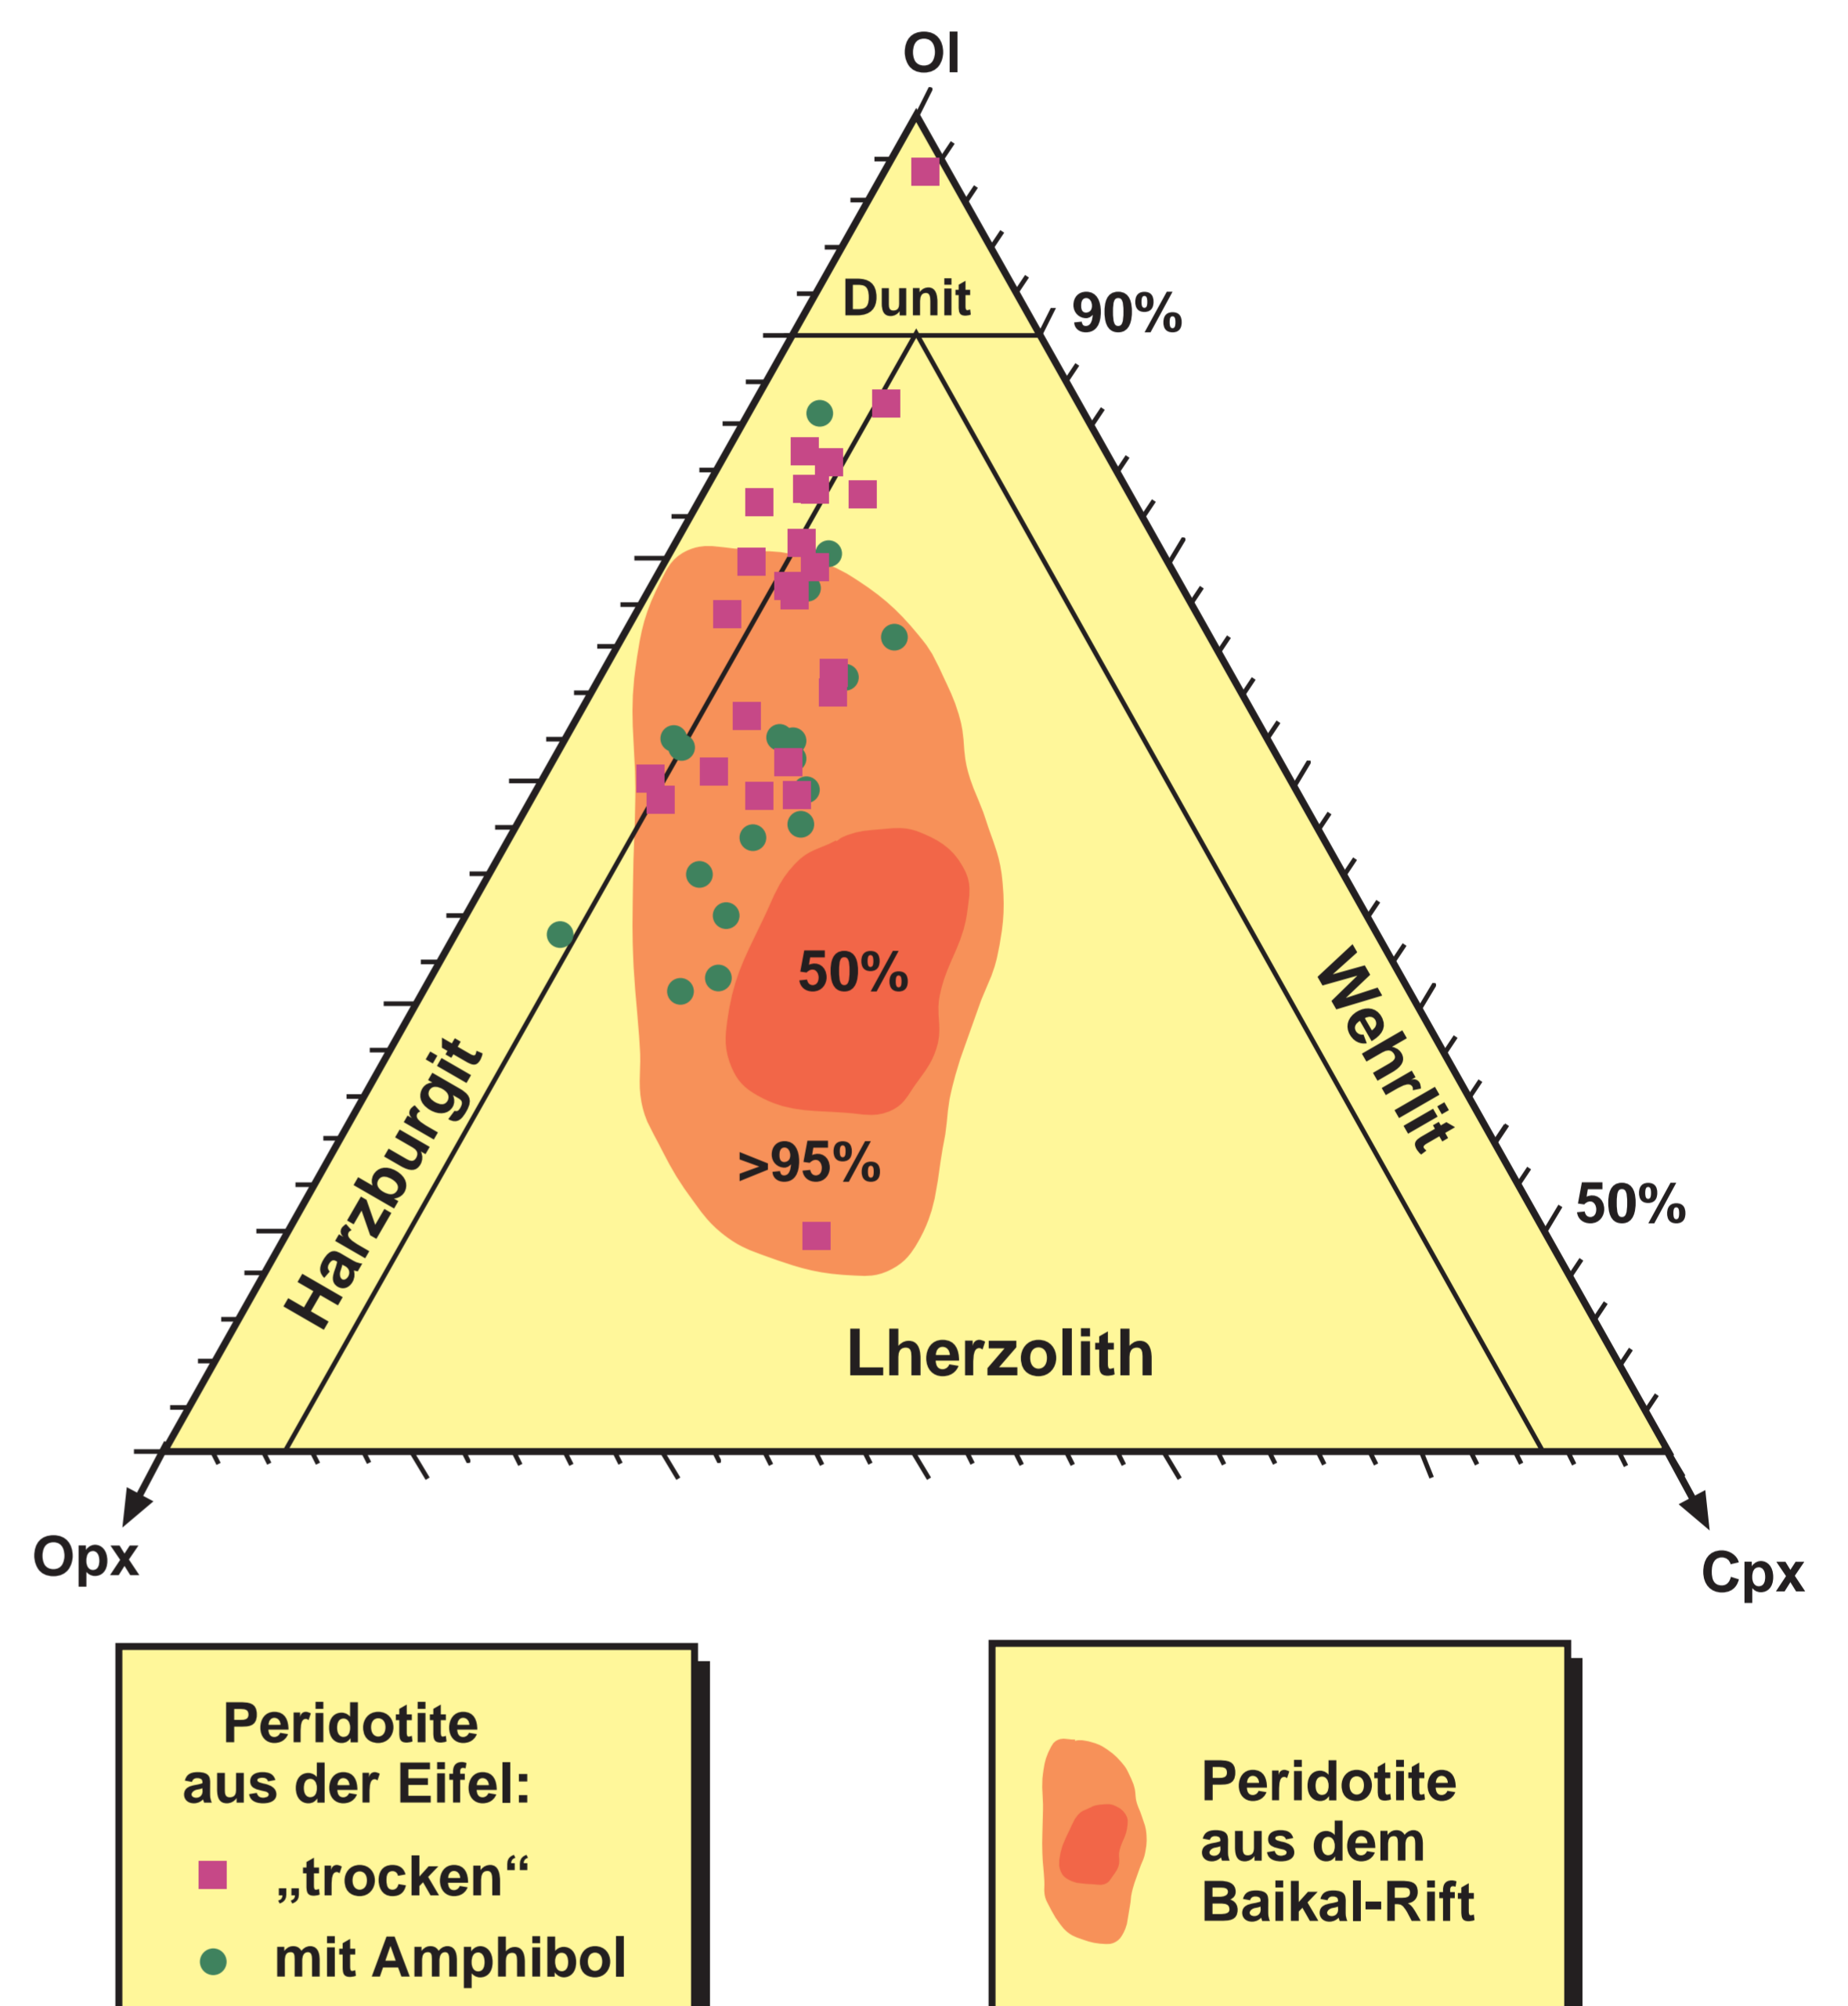 Ol
Dunit
90%
50%
Wehrlit
Harzburgit
>95%
50%
Lherzolith
Opx
Cpx
Peridotite
aus der Eifel:
„trocken“
mit Amphibol
Peridotite
aus dem
Baikal-Rift